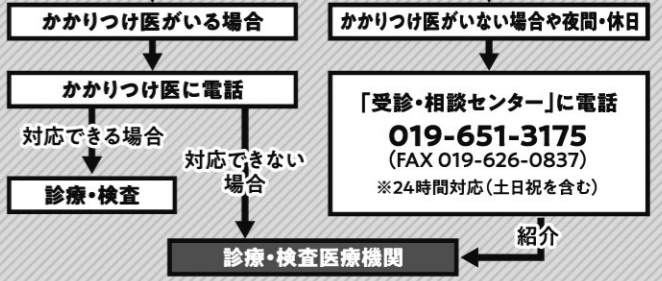 かかりつけ医がいる場合
かかりつけ医に電話
対応できる場合
診療・検査
対応できない
場合
かかりつけ医がいない場合や夜間・休日
「受診・相談センター」に電話
019-651-3175
（FAX 019-626-0837）
※24時間対応（土日祝を含む）
紹介
診療・検査医療機関